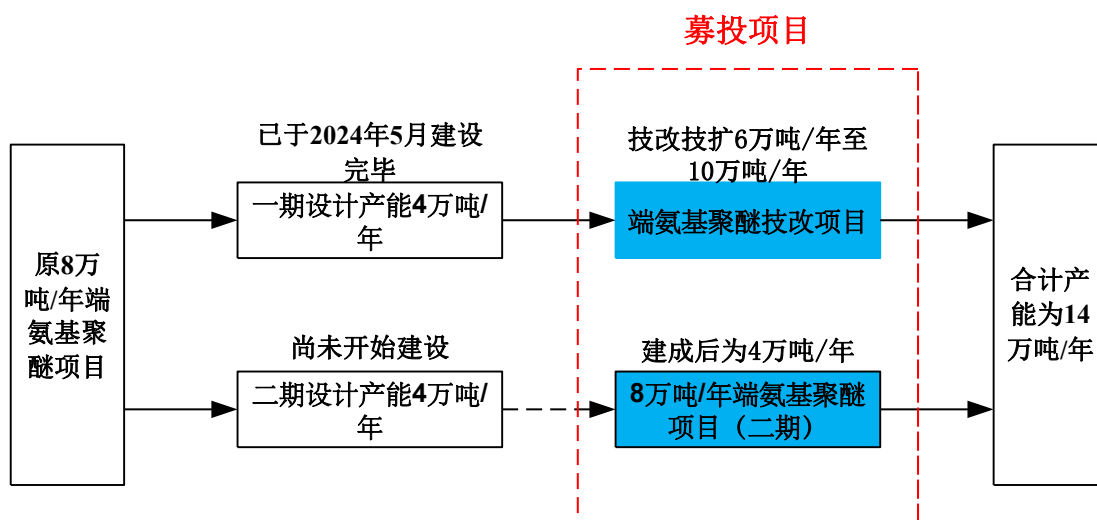 募投项目
已于2024年5月建设
完毕
技改技扩6万吨/年至
10万吨/年
一期设计产能4万吨/
年
端氨基聚醚技改项目
原8万
吨/年端
氨基聚
醚项目
合计产
能为14
万吨/年
尚未开始建设
建成后为4万吨/年
二期设计产能4万吨/
年
8万吨/年端氨基聚醚
项目（二期）